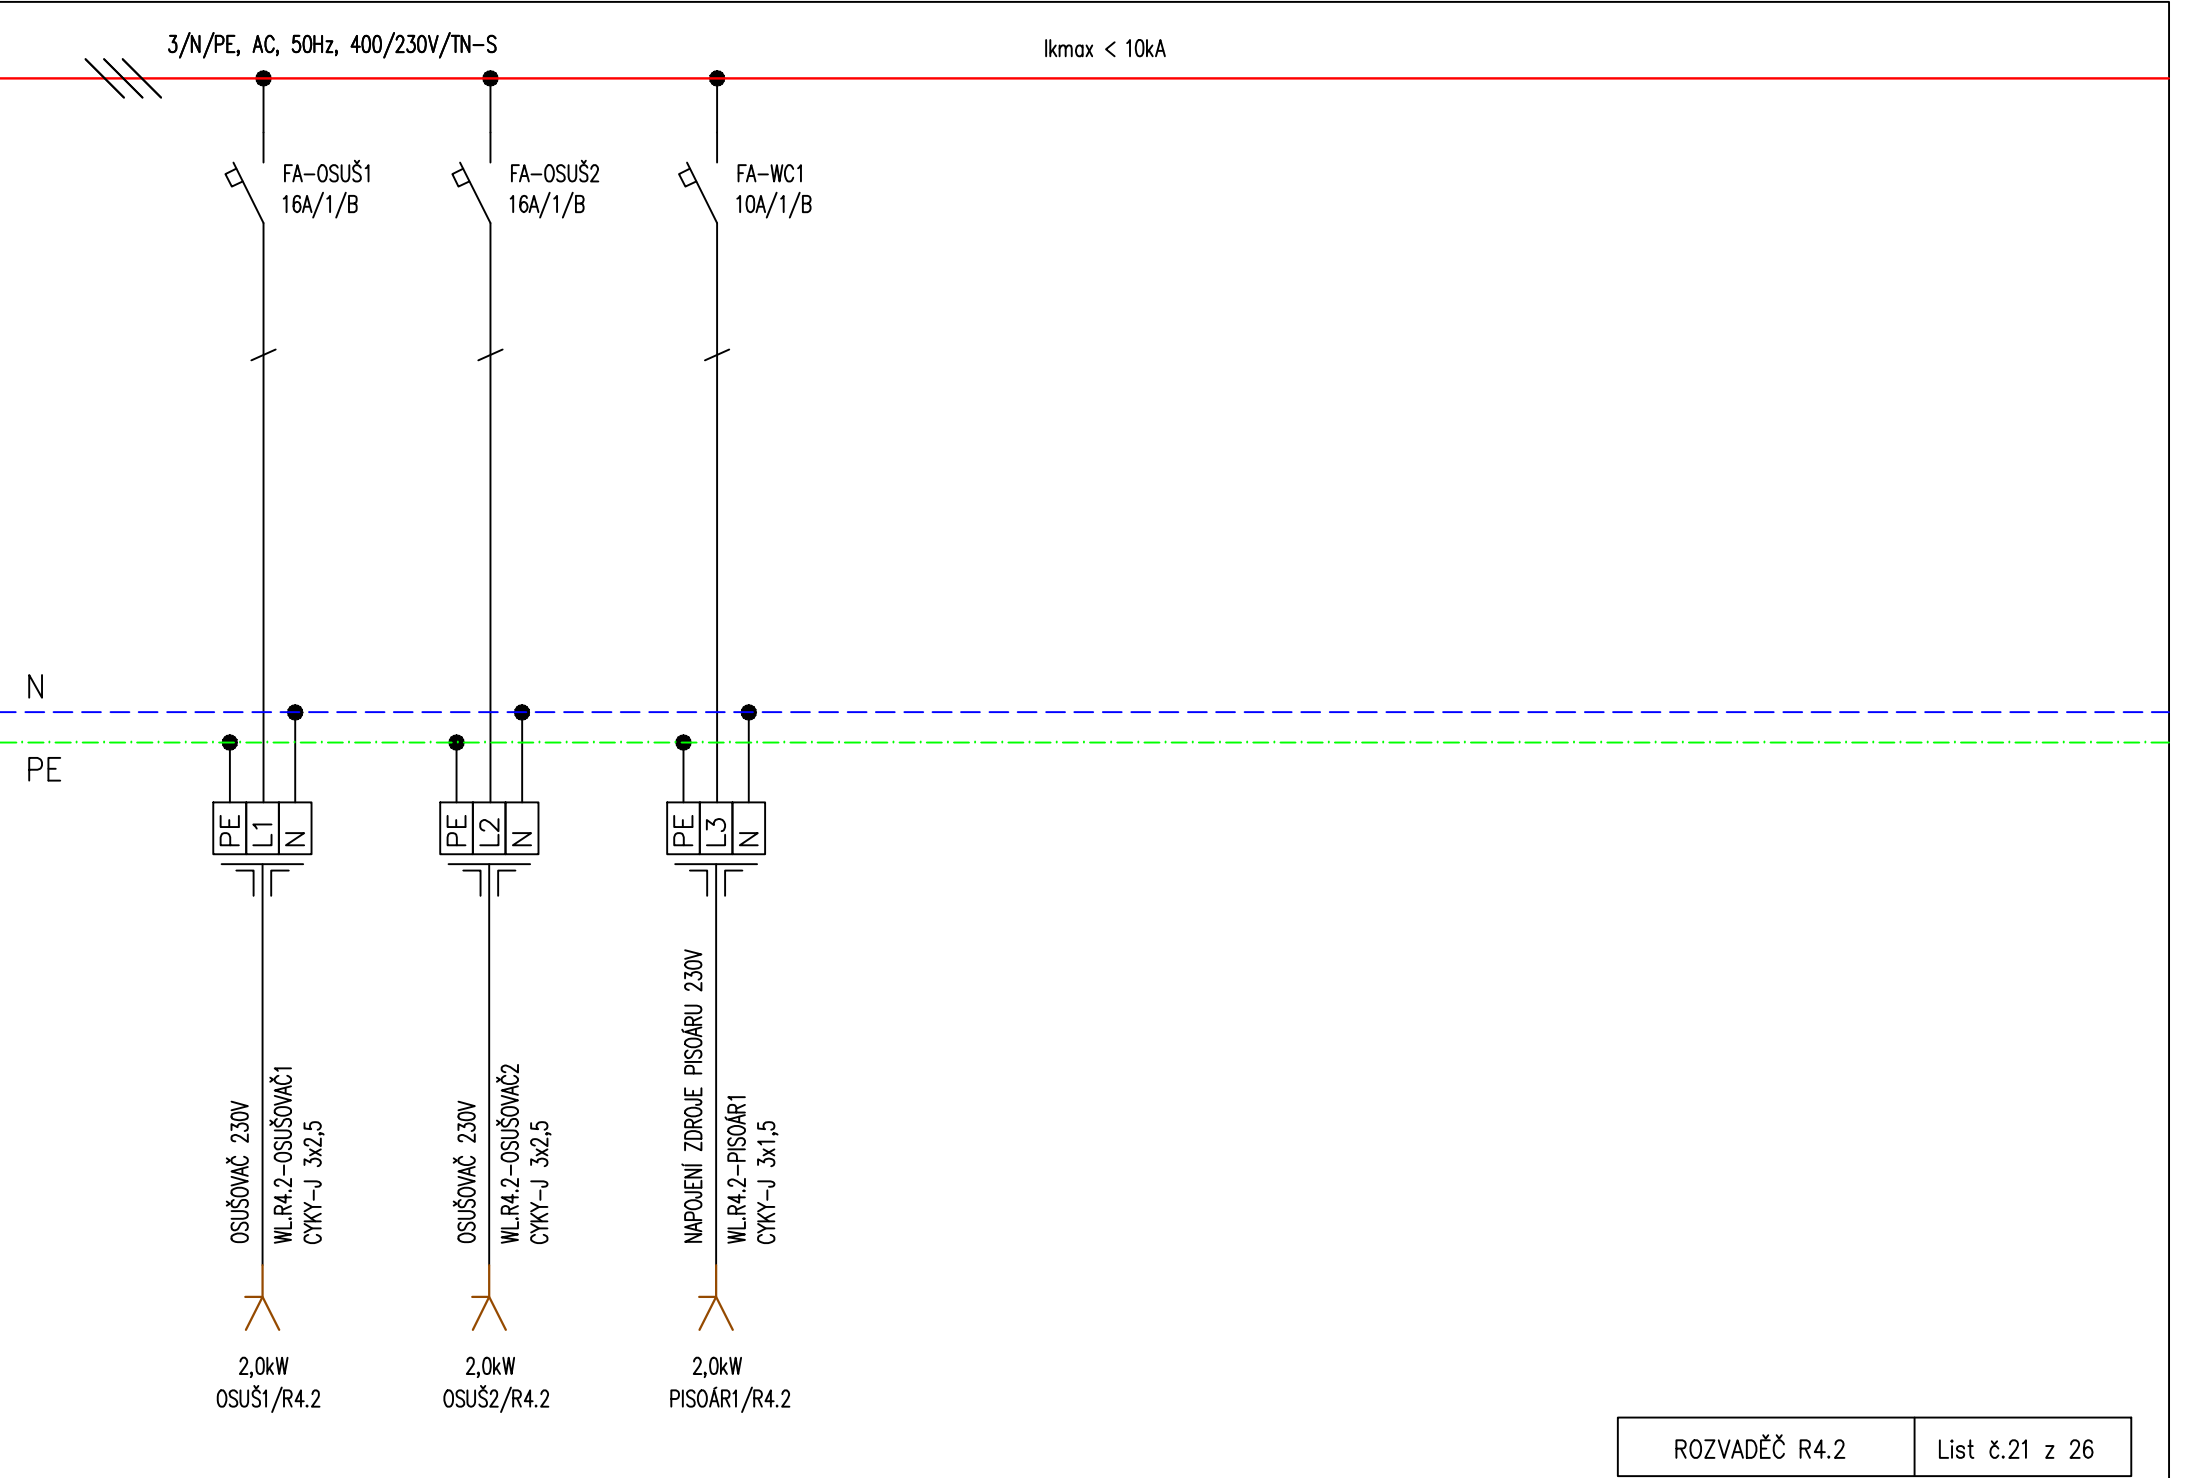 3/N/PE, AC, 50Hz, 400/230V/TN-S
Ikmax < 10kA
FA-OSUŠ1
16A/1/B
FA-OSUŠ2
16A/1/B
FA-WC1
10A/1/B
N
PE
PE L1 N
PE L2 N
PE L3 N
OSUŠOVAČ 230V
WL.R4.2-OSUŠOVAČ1
CYKY-J 3x2,5
OSUŠOVAČ 230V
WL.R4.2-OSUŠOVAČ2
CYKY-J 3x2,5
NAPOJENÍ ZDROJE PISOÁRU 230V
WL.R4.2-PISOÁR1
CYKY-J 3x1,5
2,0kW
OSUŠ1/R4.2
2,0kW
OSUŠ2/R4.2
2,0kW
PISOÁR1/R4.2
ROZVADĚČ R4.2
List č.21 z 26